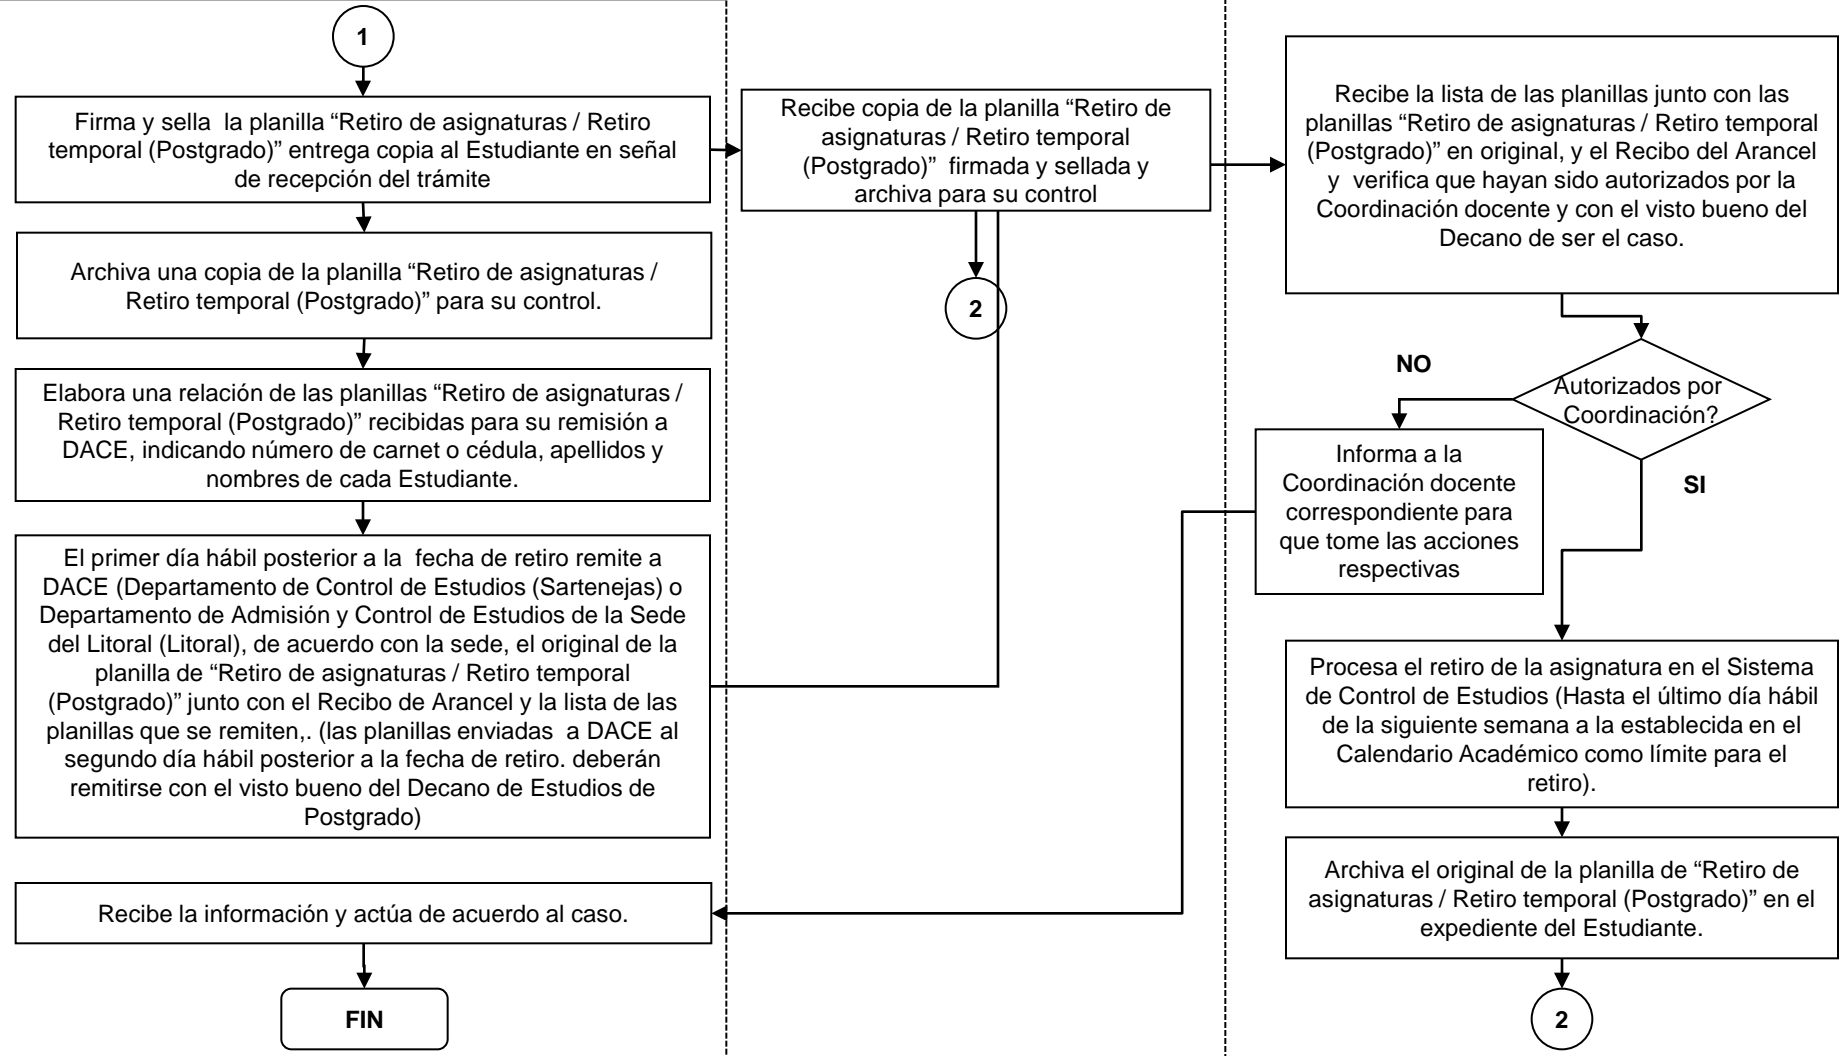 1
Firma y sella  la planilla “Retiro de asignaturas / Retiro
temporal (Postgrado)” entrega copia al Estudiante en señal
de recepción del trámite
Archiva una copia de la planilla “Retiro de asignaturas /
Retiro temporal (Postgrado)” para su control.
Elabora una relación de las planillas “Retiro de asignaturas /
Retiro temporal (Postgrado)” recibidas para su remisión a
DACE, indicando número de carnet o cédula, apellidos y
nombres de cada Estudiante.
El primer día hábil posterior a la  fecha de retiro remite a
DACE (Departamento de Control de Estudios (Sartenejas) o
Departamento de Admisión y Control de Estudios de la Sede
del Litoral (Litoral), de acuerdo con la sede, el original de la
planilla de “Retiro de asignaturas / Retiro temporal
(Postgrado)” junto con el Recibo de Arancel y la lista de las
planillas que se remiten,. (las planillas enviadas  a DACE al
segundo día hábil posterior a la fecha de retiro. deberán
remitirse con el visto bueno del Decano de Estudios de
Postgrado)
Recibe la información y actúa de acuerdo al caso.
FIN
Recibe copia de la planilla “Retiro de
asignaturas / Retiro temporal
(Postgrado)”  firmada y sellada y
archiva para su control
2
Recibe la lista de las planillas junto con las
planillas “Retiro de asignaturas / Retiro temporal
(Postgrado)” en original, y el Recibo del Arancel
y  verifica que hayan sido autorizados por la
Coordinación docente y con el visto bueno del
Decano de ser el caso.
Autorizados por
Coordinación?
NO
SI
Informa a la
Coordinación docente
correspondiente para
que tome las acciones
respectivas
Procesa el retiro de la asignatura en el Sistema
de Control de Estudios (Hasta el último día hábil
de la siguiente semana a la establecida en el
Calendario Académico como límite para el
retiro).
Archiva el original de la planilla de “Retiro de
asignaturas / Retiro temporal (Postgrado)” en el
expediente del Estudiante.
2